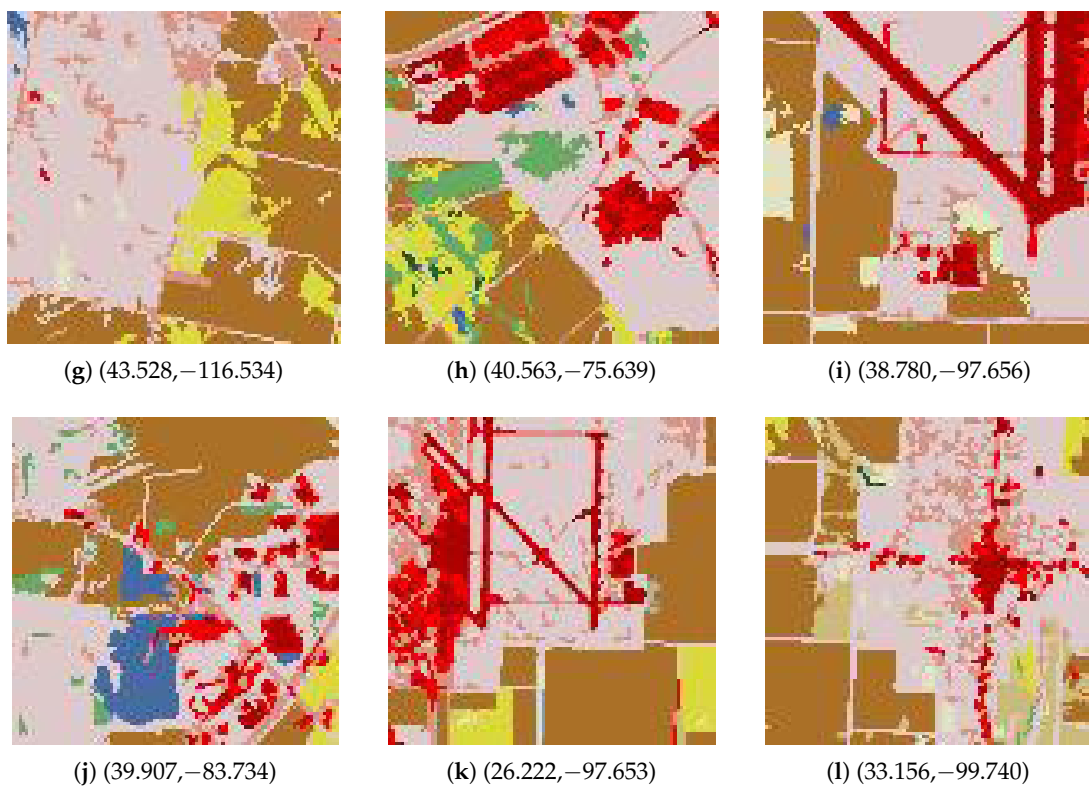 (g) (43.528,−116.534)
(h) (40.563,−75.639)
(i) (38.780,−97.656)
(j) (39.907,−83.734)
(k) (26.222,−97.653)
(l) (33.156,−99.740)